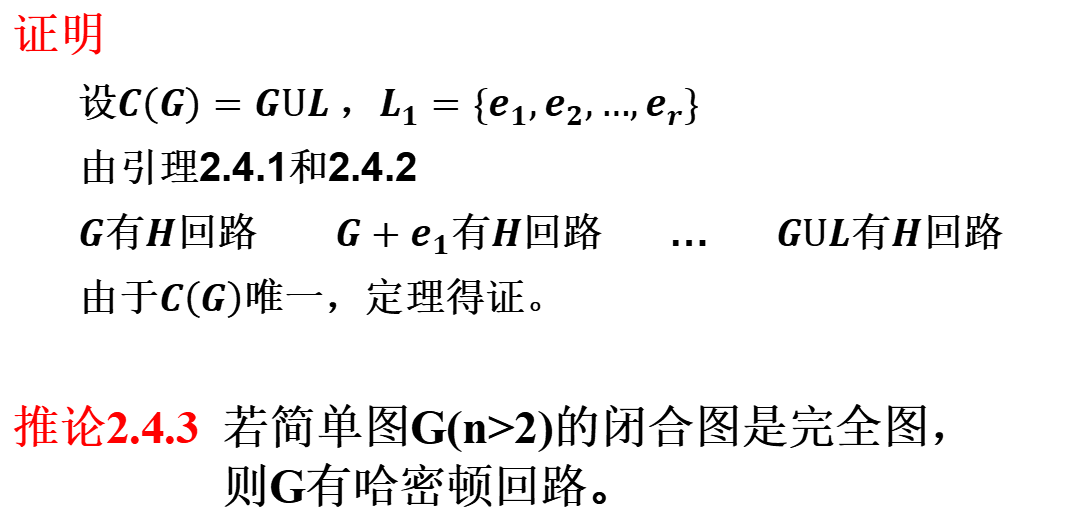 证明
设C(G) = GUL，L₁ = {e₁, e₂, …, eᵣ}
由引理2.4.1和2.4.2
G有H回路 G + e₁有H回路 … GUL有H回路
由于C(G)唯一，定理得证。
推论2.4.3 若简单图G(n>2)的闭合图是完全图，
则G有哈密顿回路。